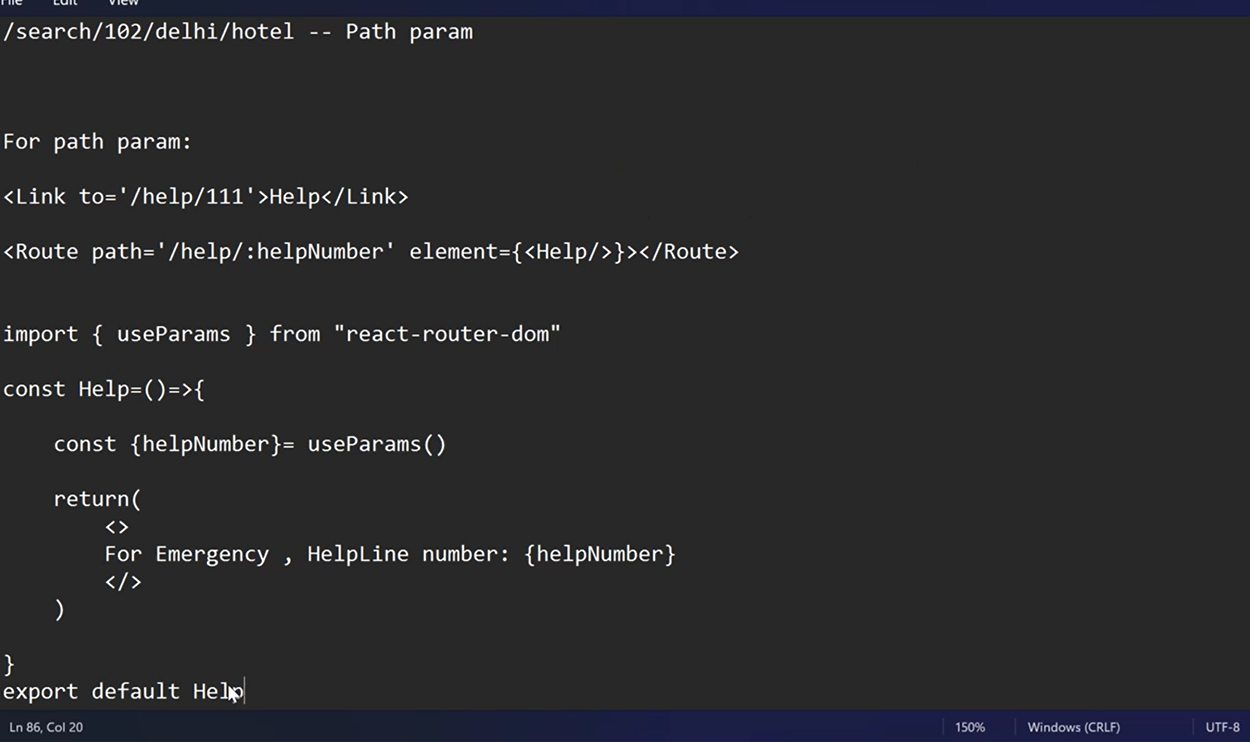 File Edit View
/search/102/delhi/hotel -- Path param
For path param:
<Link to='/help/111'>Help</Link>
<Route path='/help/:helpNumber' element={<Help/>}></Route>
import { useParams } from "react-router-dom"
const Help=()=>{
const {helpNumber}= useParams()
return(
<>
For Emergency , HelpLine number: {helpNumber}
</>
)
}
export default Help
Ln 86, Col 20 150% Windows (CRLF) UTF-8